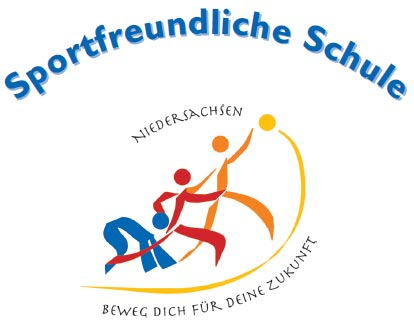 Sportfreundliche Schule
NIEDERSACHSEN
BEWEG DICH FÜR DEINE ZUKUNFT